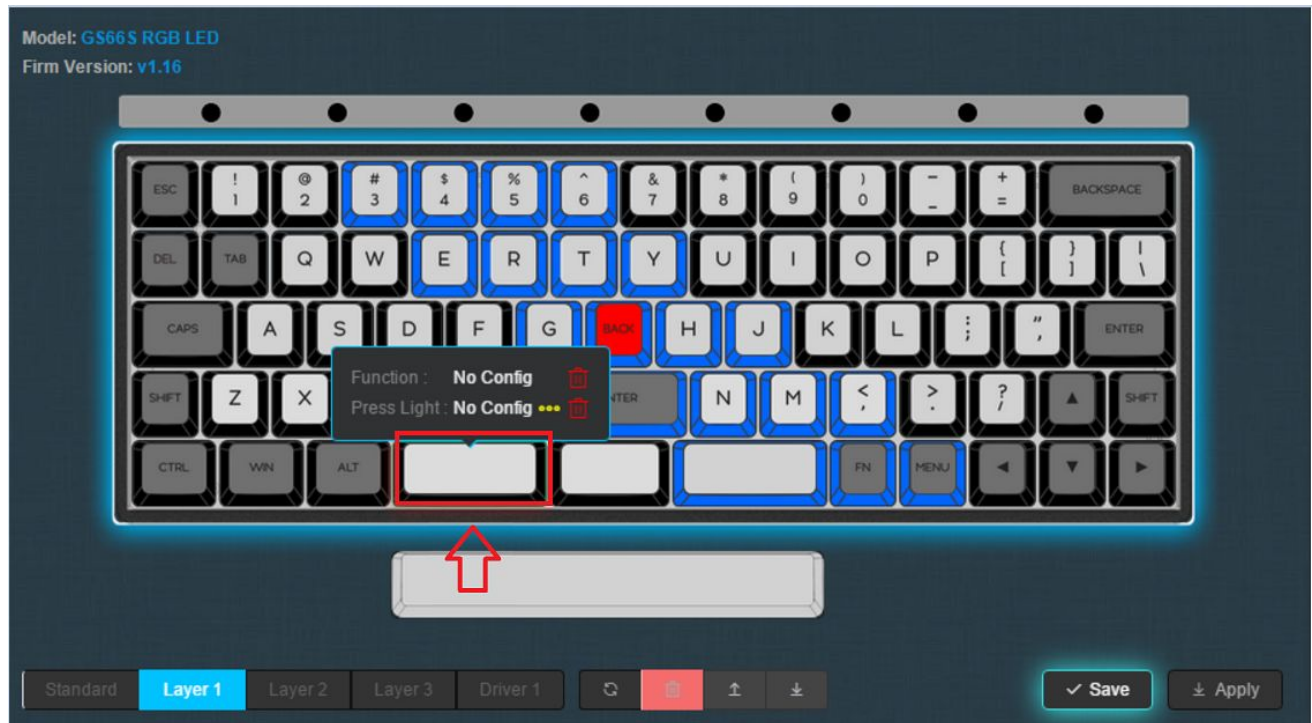 Model: GS66S RGB LED
Firm Version: v1.16
ESC ! 1 @ 2 # 3 $ 4 % 5 ^ 6 & 7 * 8 ( 9 ) 0 - _ + = BACKSPACE
DEL TAB Q W E R T Y U I O P { [ } ] | \
CAPS A S D F G BACK H J K L : ; " , ENTER
Function : No Config
Press Light : No Config •••
SHIFT Z X NTER N M < , > . ? / ▲ SHIFT
CTRL WIN ALT FN MENU ◄ ▼ ►
Standard Layer 1 Layer 2 Layer 3 Driver 1 Save Apply